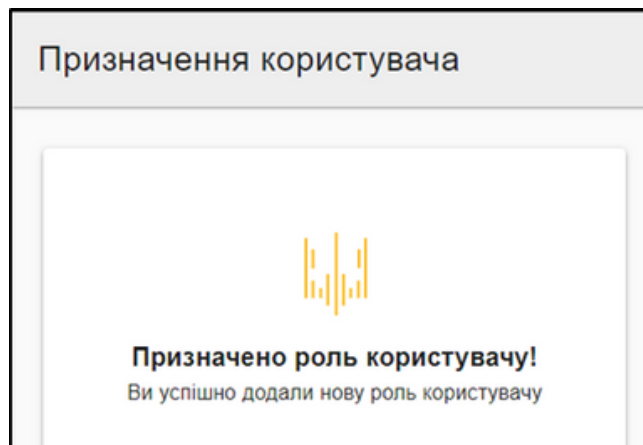 Призначення користувача
Призначено роль користувачу!
Ви успішно додали нову роль користувачу